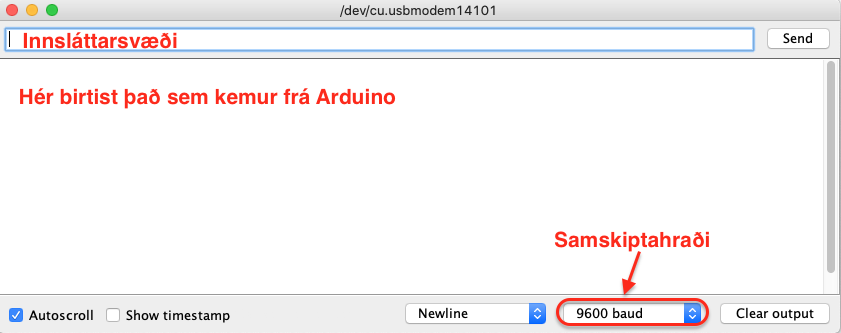 /dev/cu.usbmodem14101
Innsláttarsvæði
Send
Hér birtist það sem kemur frá Arduino
Samskiptahraði
Autoscroll
Show timestamp
Newline
9600 baud
Clear output